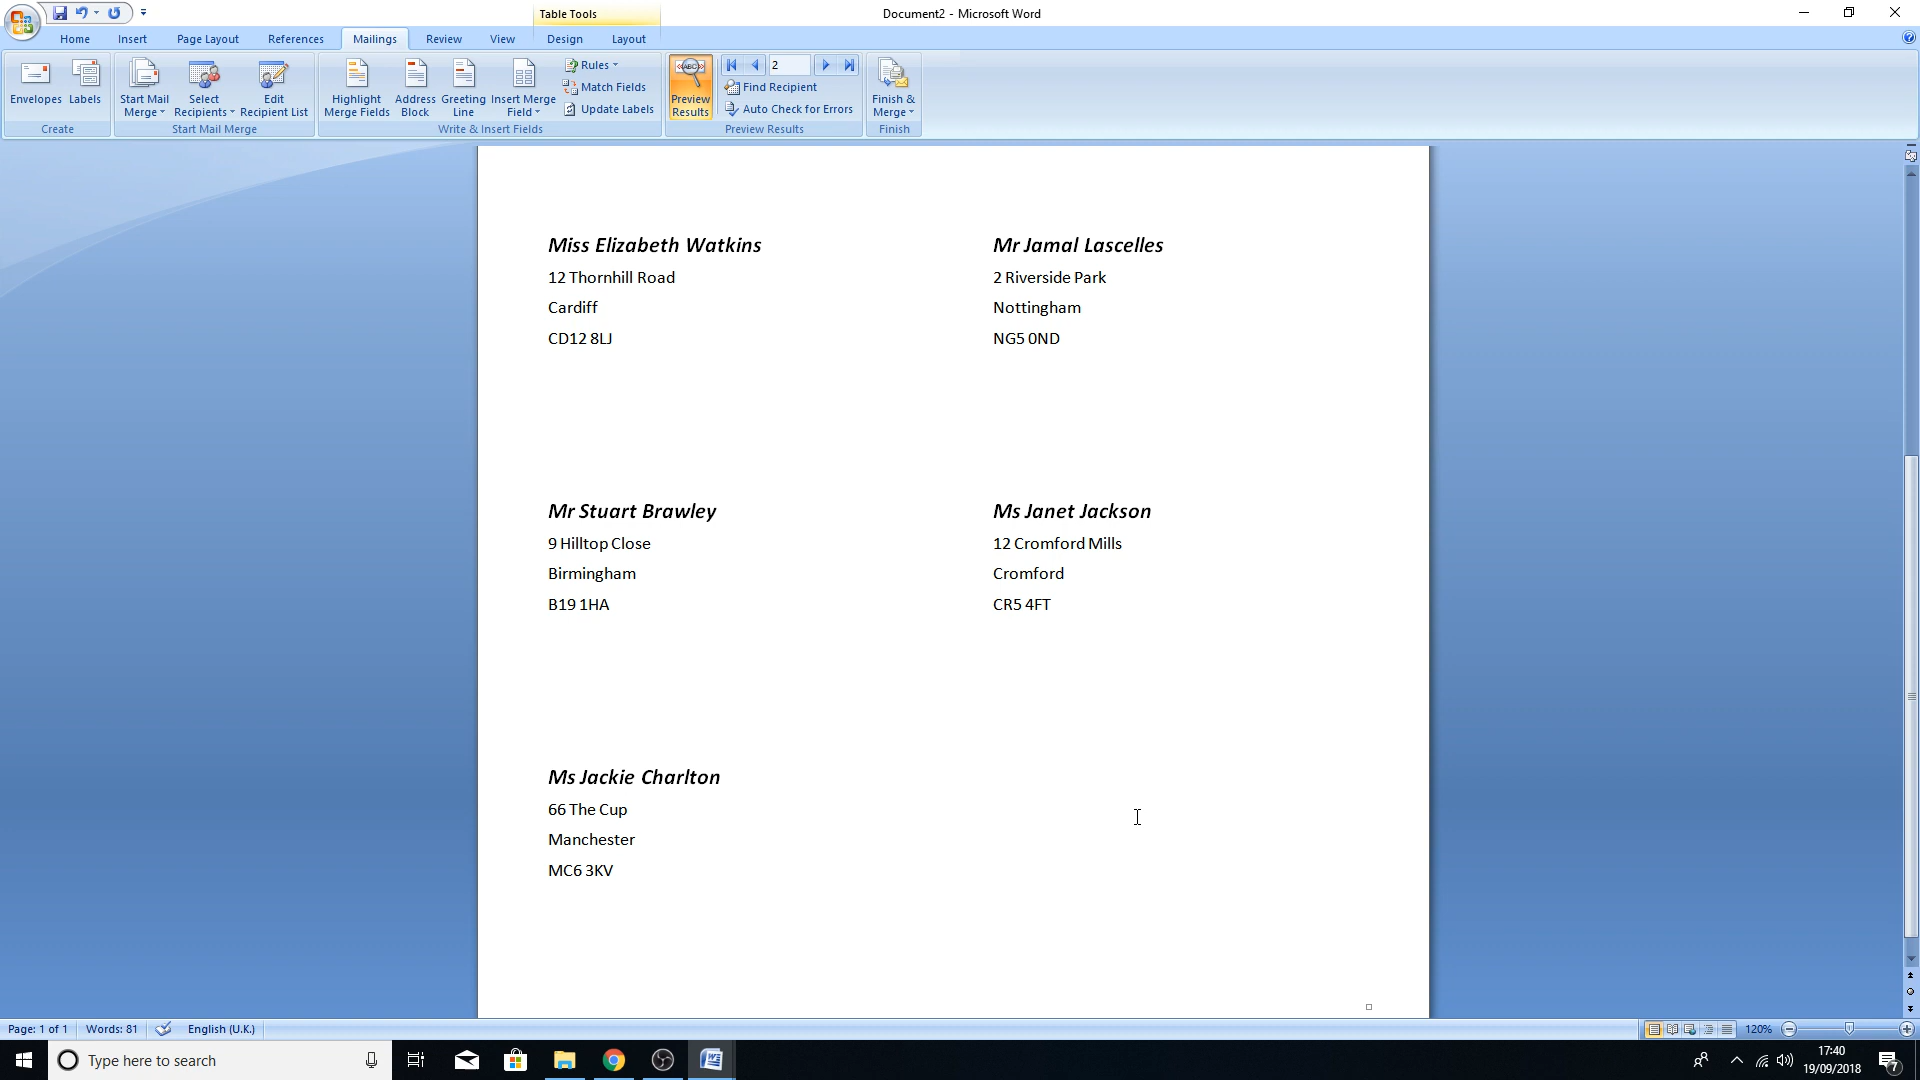 Table Tools
Document2 - Microsoft Word
Home Insert Page Layout References Mailings Review View Design Layout
Envelopes Labels
Create
Start Mail Merge
Select Recipients
Edit Recipient List
Start Mail Merge
Highlight Merge Fields
Address Block
Greeting Line
Insert Merge Field
Rules
Match Fields
Update Labels
Write & Insert Fields
ABC
Preview Results
2
Find Recipient
Auto Check for Errors
Preview Results
Finish & Merge
Finish
Miss Elizabeth Watkins
12 Thornhill Road
Cardiff
CD12 8LJ
Mr Jamal Lascelles
2 Riverside Park
Nottingham
NG5 0ND
Mr Stuart Brawley
9 Hilltop Close
Birmingham
B19 1HA
Ms Janet Jackson
12 Cromford Mills
Cromford
CR5 4FT
Ms Jackie Charlton
66 The Cup
Manchester
MC6 3KV
Page: 1 of 1 Words: 81 English (U.K.) 120%
Type here to search
17:40
19/09/2018
7